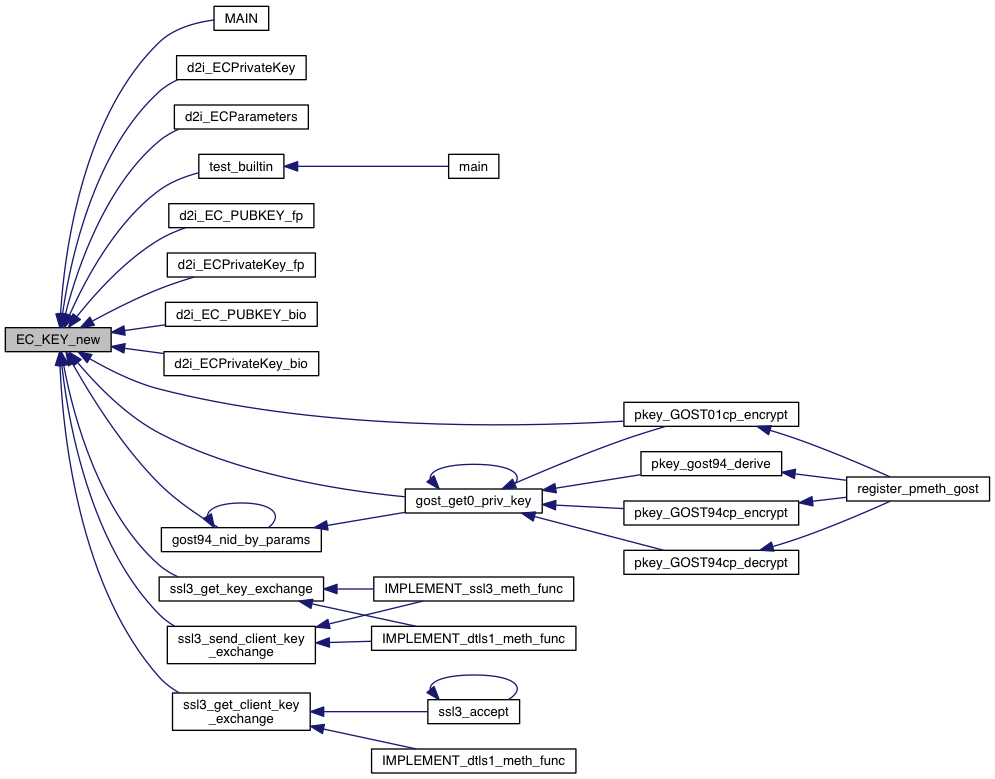 MAIN
d2i_ECPrivateKey
d2i_ECParameters
test_builtin
main
d2i_EC_PUBKEY_fp
d2i_ECPrivateKey_fp
d2i_EC_PUBKEY_bio
EC_KEY_new
d2i_ECPrivateKey_bio
pkey_GOST01cp_encrypt
pkey_gost94_derive
register_pmeth_gost
gost_get0_priv_key
pkey_GOST94cp_encrypt
gost94_nid_by_params
pkey_GOST94cp_decrypt
ssl3_get_key_exchange
IMPLEMENT_ssl3_meth_func
ssl3_send_client_key
_exchange
IMPLEMENT_dtls1_meth_func
ssl3_get_client_key
_exchange
ssl3_accept
IMPLEMENT_dtls1_meth_func